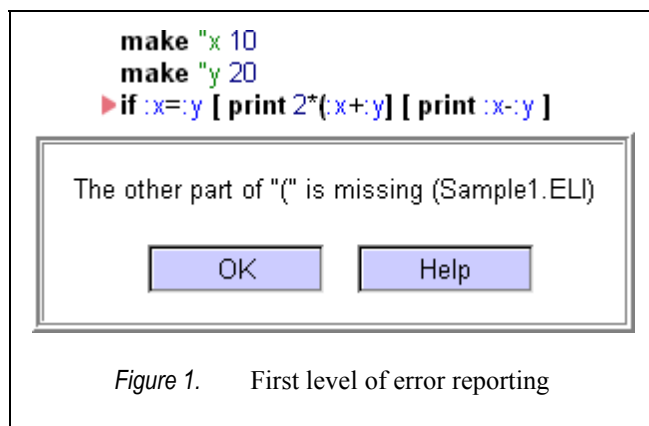 make "x 10
make "y 20
if :x=:y [ print 2*(:x+:y] [ print :x-:y ]
The other part of "(" is missing (Sample1.ELI)
OK Help
Figure 1. First level of error reporting